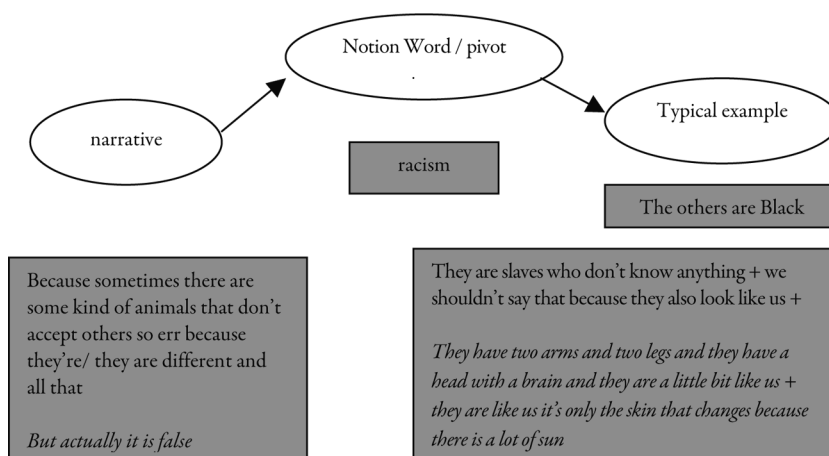 Notion Word / pivot
.
Typical example
narrative
racism
The others are Black
Because sometimes there are
some kind of animals that don't
accept others so err because
they're/ they are different and
all that
But actually it is false
They are slaves who don't know anything + we
shouldn't say that because they also look like us +
They have two arms and two legs and they have a
head with a brain and they are a little bit like us +
they are like us it's only the skin that changes because
there is a lot of sun